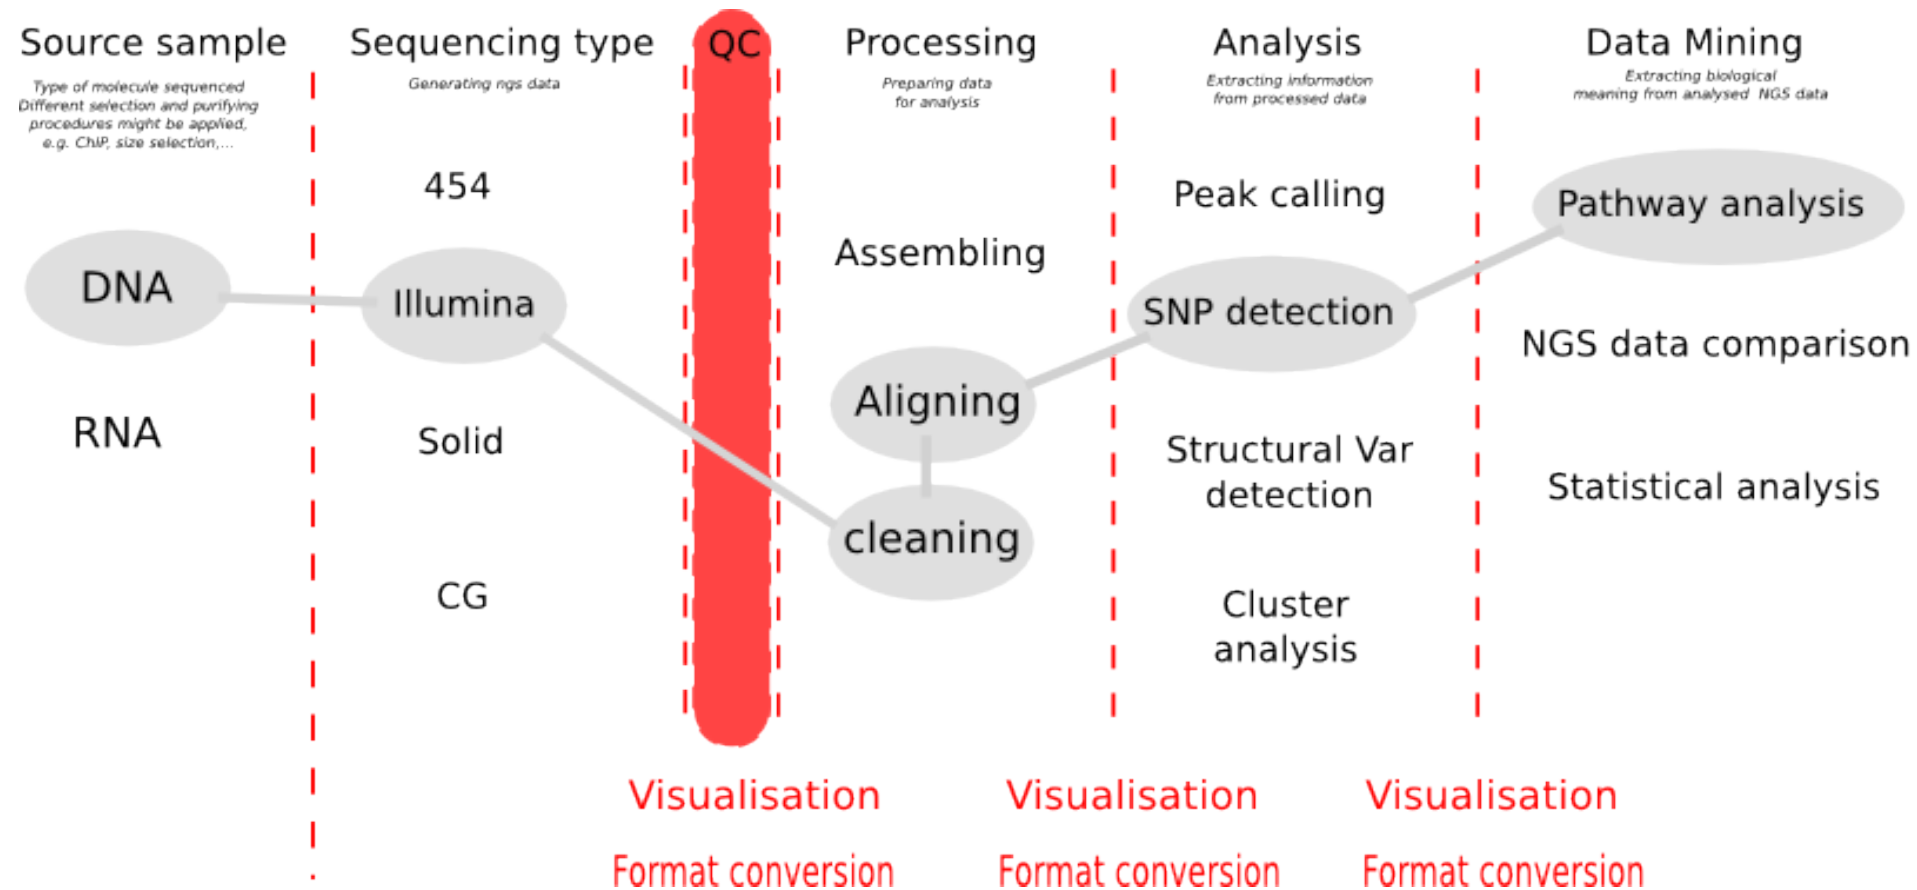 Source sample
Type of molecule sequenced
Different selection and purifying
procedures might be applied,
e.g. ChIP, size selection,...
DNA
RNA
Sequencing type
Generating ngs data
454
Illumina
Solid
CG
QC
Processing
Preparing data
for analysis
Assembling
Aligning
cleaning
Analysis
Extracting information
from processed data
Peak calling
SNP detection
Structural Var
detection
Cluster
analysis
Data Mining
Extracting biological
meaning from analysed NGS data
Pathway analysis
NGS data comparison
Statistical analysis
Visualisation
Format conversion
Visualisation
Format conversion
Visualisation
Format conversion